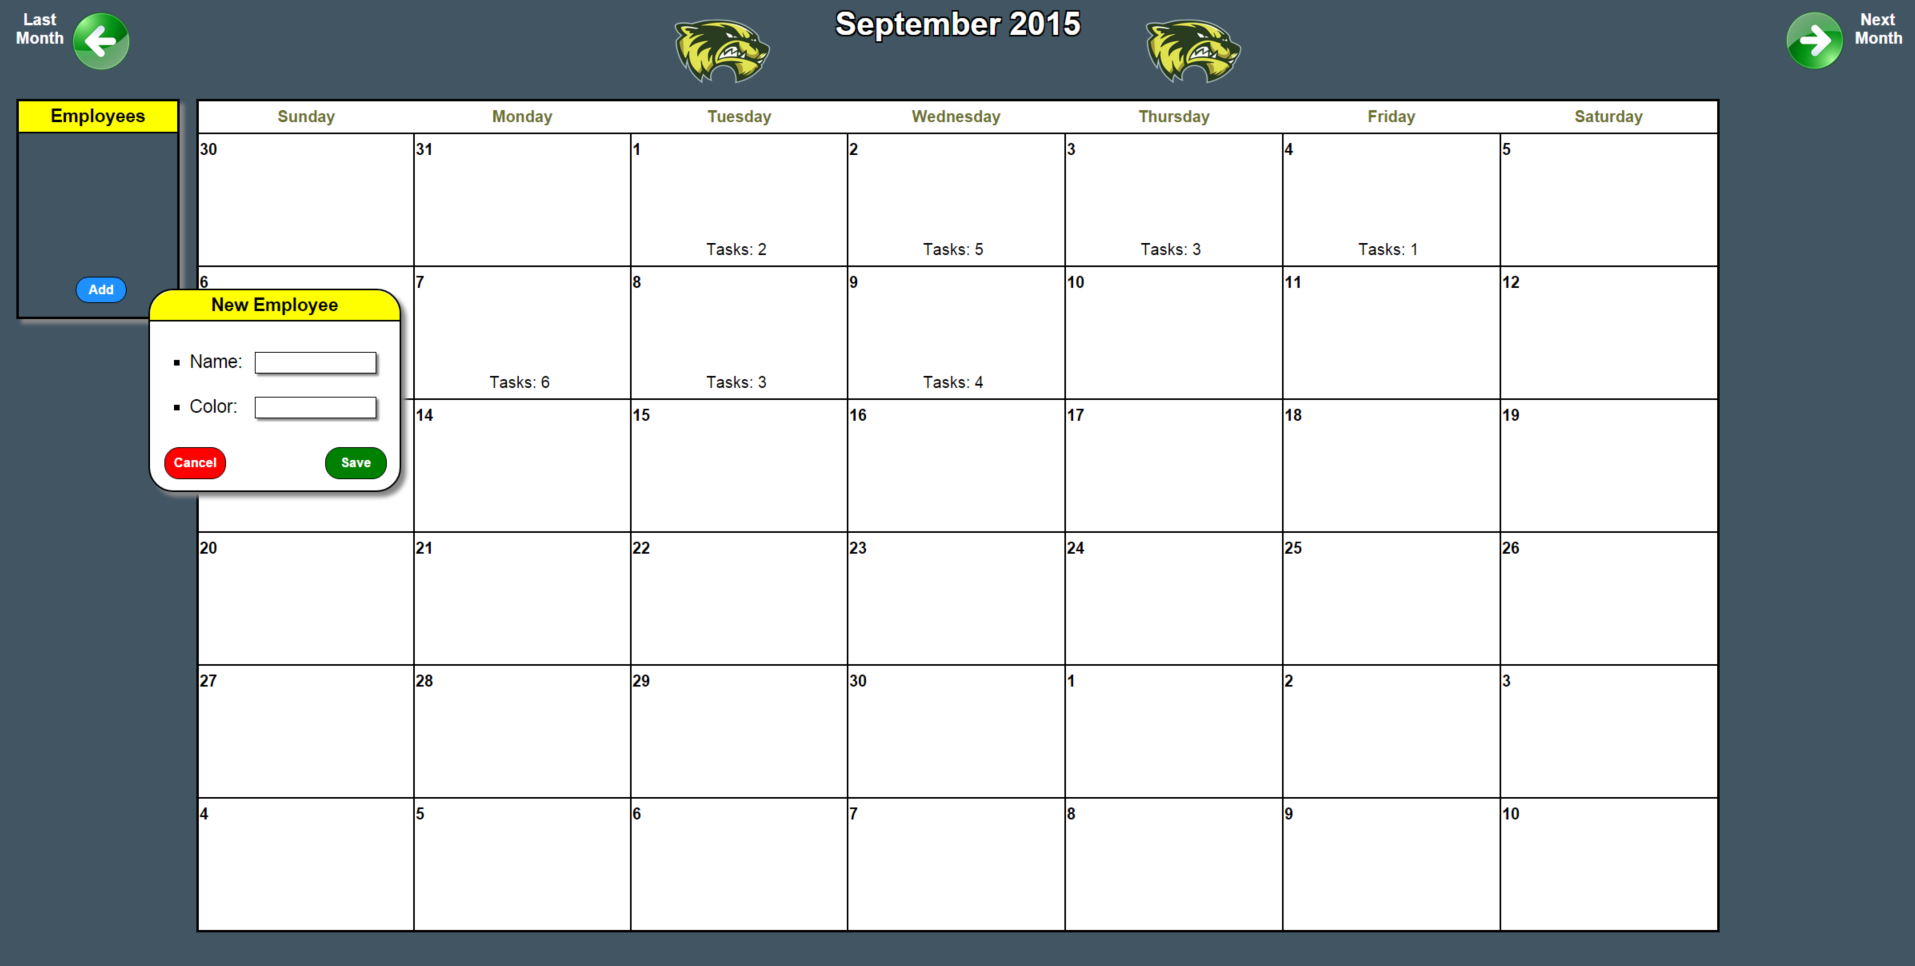 Last
Month
September 2015
Next
Month
Employees
Add
Sunday Monday Tuesday Wednesday Thursday Friday Saturday
30 31 1 2 3 4 5
Tasks: 2 Tasks: 5 Tasks: 3 Tasks: 1
6 7 8 9 10 11 12
Tasks: 6 Tasks: 3 Tasks: 4
New Employee
▪ Name:
▪ Color:
Cancel Save
14 15 16 17 18 19
20 21 22 23 24 25 26
27 28 29 30 1 2 3
4 5 6 7 8 9 10